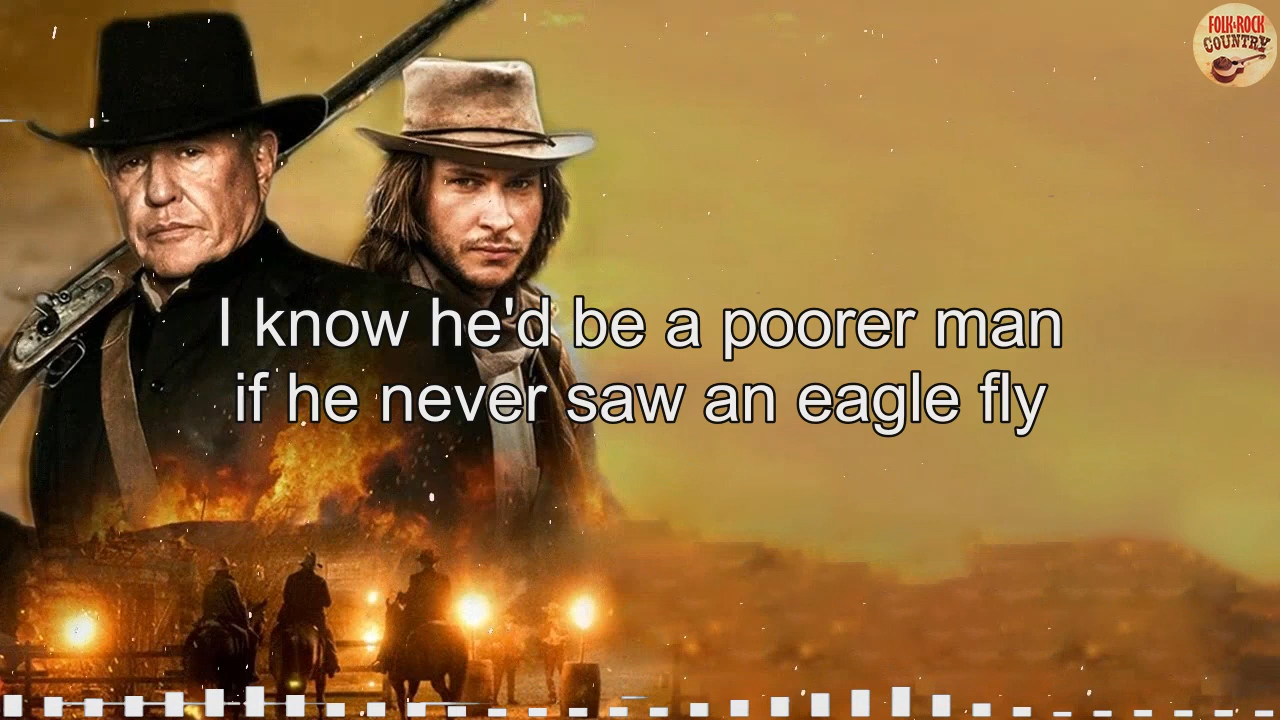 FOLK&ROCK
COUNTRY
I know he'd be a poorer man
if he never saw an eagle fly